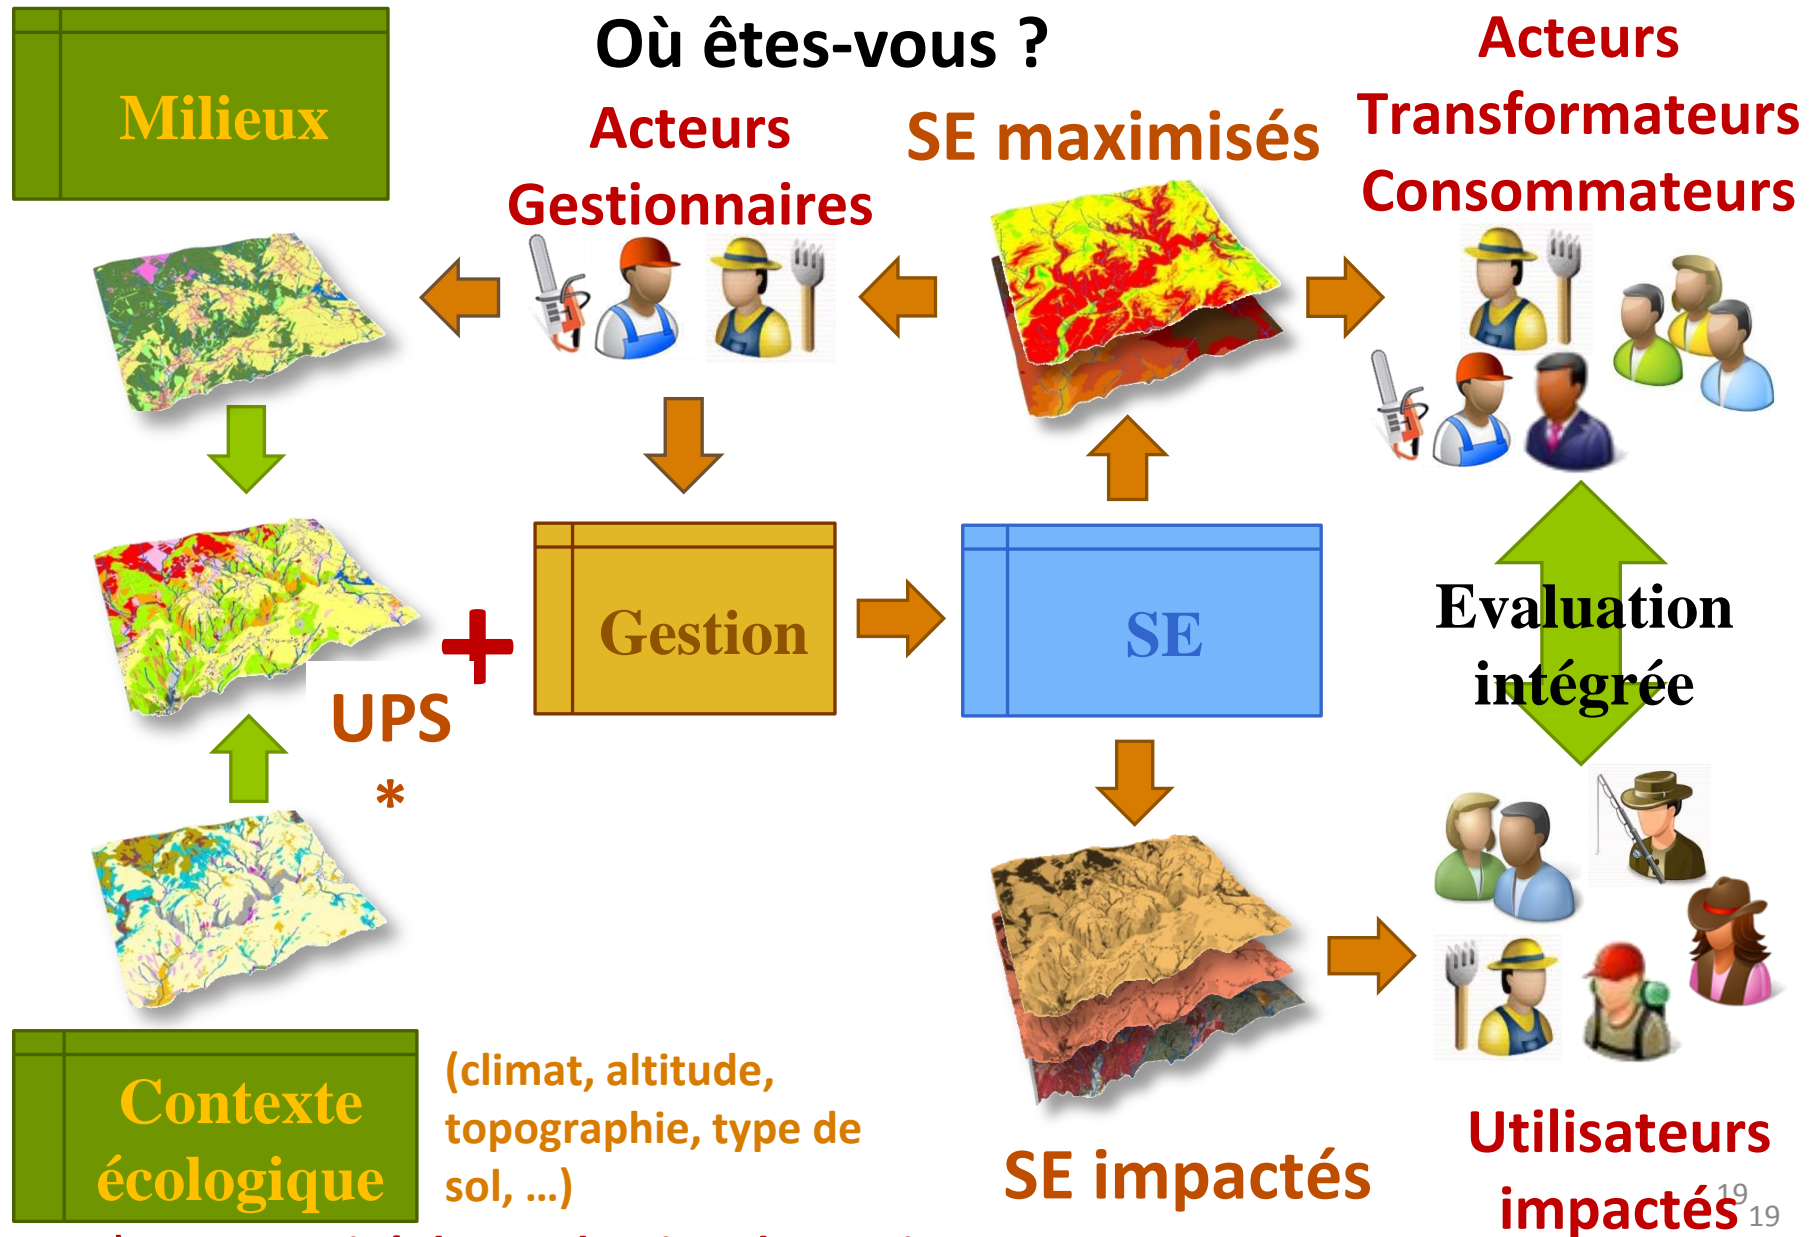 Où êtes-vous ?
Milieux
Acteurs
Gestionnaires
SE maximisés
Acteurs
Transformateurs
Consommateurs
UPS
*
+
Gestion
SE
Evaluation
intégrée
Contexte
écologique
(climat, altitude,
topographie, type de
sol, ...)
SE impactés
Utilisateurs
impactés
19
19